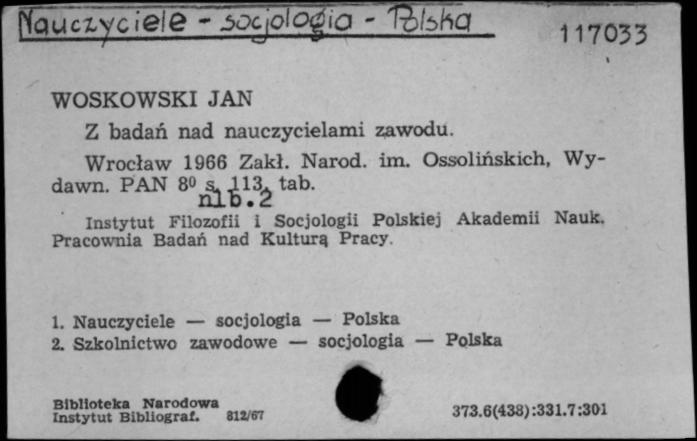 Nauczyciele - socjologia - Polska
117033
WOSKOWSKI JAN
Z badań nad nauczycielami zawodu.
Wrocław 1966 Zakł. Narod. im. Ossolińskich, Wy-
dawn. PAN 8⁰ s. 113, tab.
nlb.2
Instytut Filozofii i Socjologii Polskiej Akademii Nauk.
Pracownia Badań nad Kulturą Pracy.
1. Nauczyciele — socjologia — Polska
2. Szkolnictwo zawodowe — socjologia — Polska
Biblioteka Narodowa
Instytut Bibliograf. 812/67
373.6(438):331.7:301